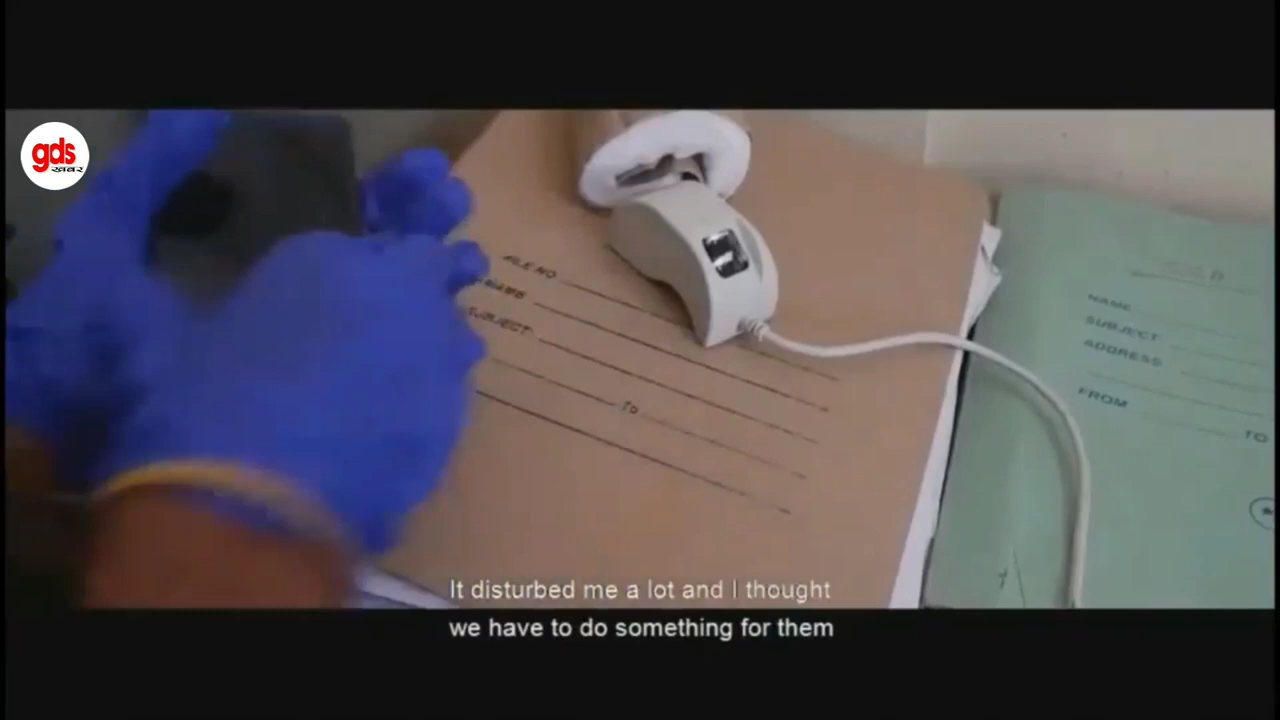 gds
खबर
FILE NO
NAME
SUBJECT
To
NAME
SUBJECT
ADDRESS
FROM TO
It disturbed me a lot and I thought
we have to do something for them